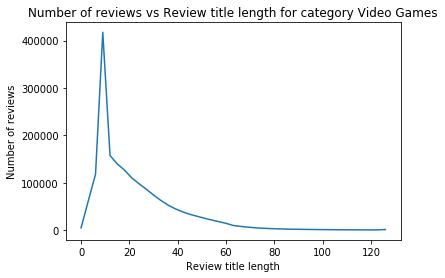 Number of reviews vs Review title length for category Video Games
Number of reviews
400000
300000
200000
100000
0
0 20 40 60 80 100 120
Review title length